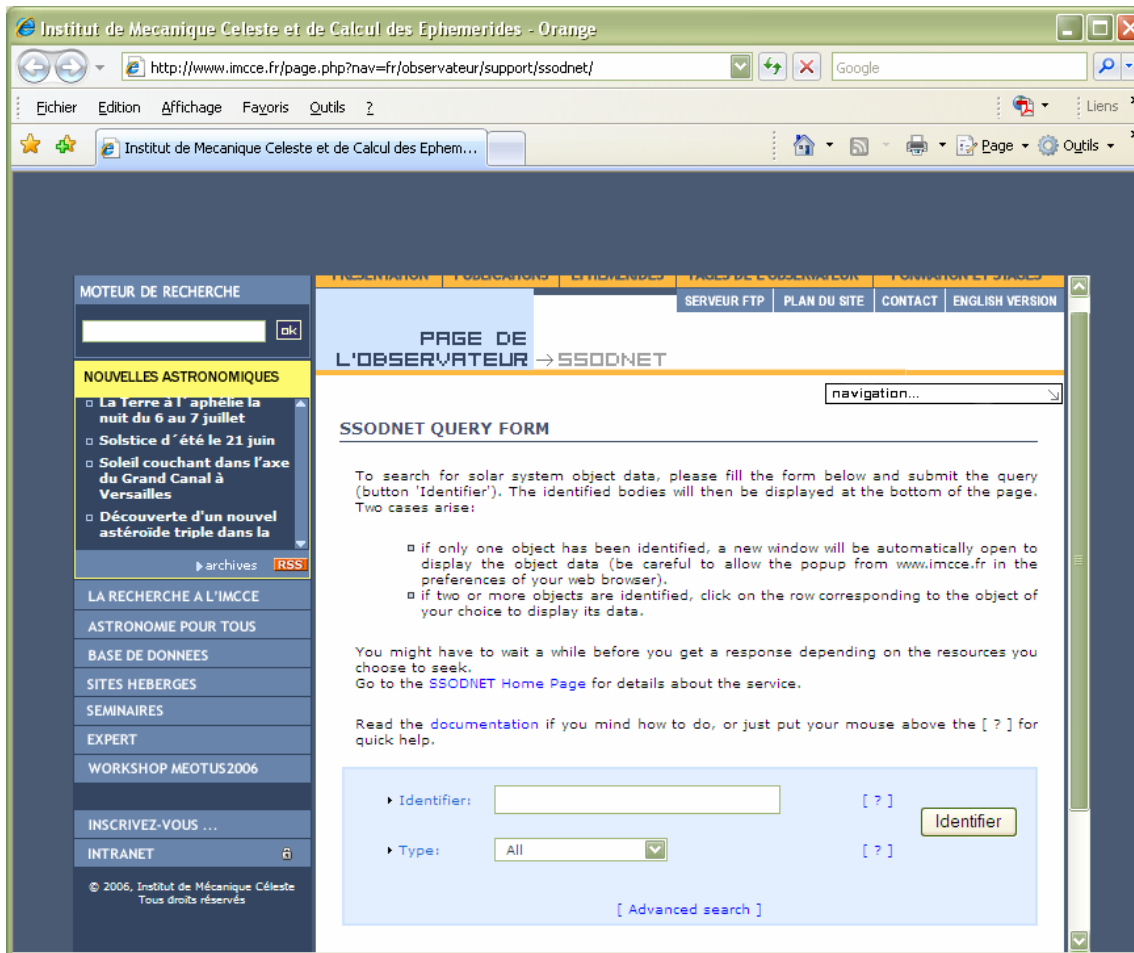 Institut de Mecanique Celeste et de Calcul des Ephemerides - Orange
http://www.imcce.fr/page.php?nav=fr/observateur/support/ssodnet/
Google
Fichier Edition Affichage Favoris Outils ?
Liens
Institut de Mecanique Celeste et de Calcul des Ephem...
Page Outils
PRESENTATION PUBLICATIONS EPHEMERIDES PAGES DE L'OBSERVATEUR FORMATION ET STAGES
SERVEUR FTP PLAN DU SITE CONTACT ENGLISH VERSION
MOTEUR DE RECHERCHE
ok
NOUVELLES ASTRONOMIQUES
La Terre à l´aphélie la
nuit du 6 au 7 juillet
Solstice d´été le 21 juin
Soleil couchant dans l’axe
du Grand Canal à
Versailles
Découverte d'un nouvel
astéroïde triple dans la
archives RSS
LA RECHERCHE A L'IMCCE
ASTRONOMIE POUR TOUS
BASE DE DONNEES
SITES HEBERGES
SEMINAIRES
EXPERT
WORKSHOP MEOTUS2006
INSCRIVEZ-VOUS ...
INTRANET
© 2006, Institut de Mécanique Céleste
Tous droits réservés
PAGE DE
L'OBSERVATEUR →SSODNET
navigation...
SSODNET QUERY FORM
To search for solar system object data, please fill the form below and submit the query
(button 'Identifier'). The identified bodies will then be displayed at the bottom of the page.
Two cases arise:
if only one object has been identified, a new window will be automatically open to
display the object data (be careful to allow the popup from www.imcce.fr in the
preferences of your web browser).
if two or more objects are identified, click on the row corresponding to the object of
your choice to display its data.
You might have to wait a while before you get a response depending on the resources you
choose to seek.
Go to the SSODNET Home Page for details about the service.
Read the documentation if you mind how to do, or just put your mouse above the [ ? ] for
quick help.
Identifier: [ ? ]
Identifier
Type: All [ ? ]
[ Advanced search ]